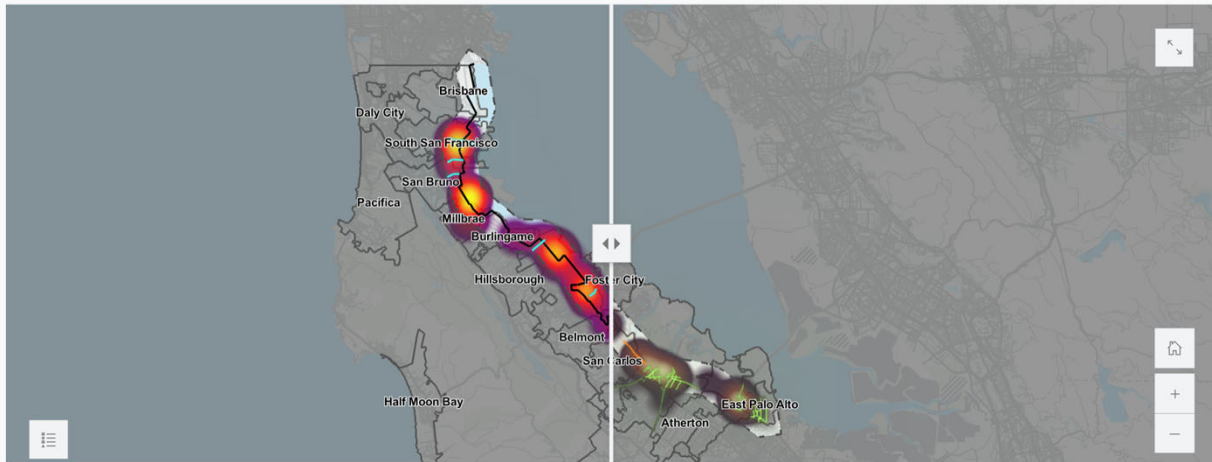 Brisbane
Daly City
South San Francisco
San Bruno
Pacifica
Millbrae
Burlingame
Hillsborough
Foster City
Belmont
San Carlos
Half Moon Bay
East Palo Alto
Atherton